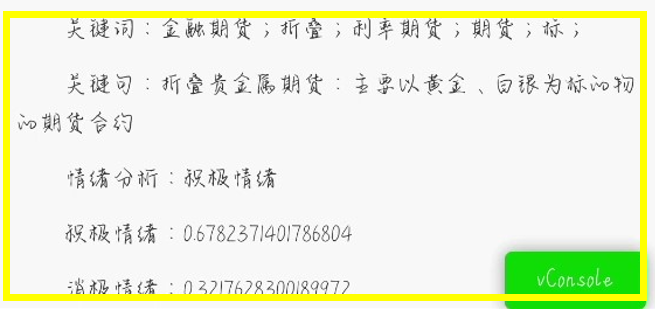 关键词：金融期货；折叠；利率期货；期货；标；
关键句：折叠贵金属期货：主要以黄金、白银为标的物
的期货合约
情绪分析：积极情绪
积极情绪：0.6782371401786804
消极情绪：0.3217628300189972
vConsole